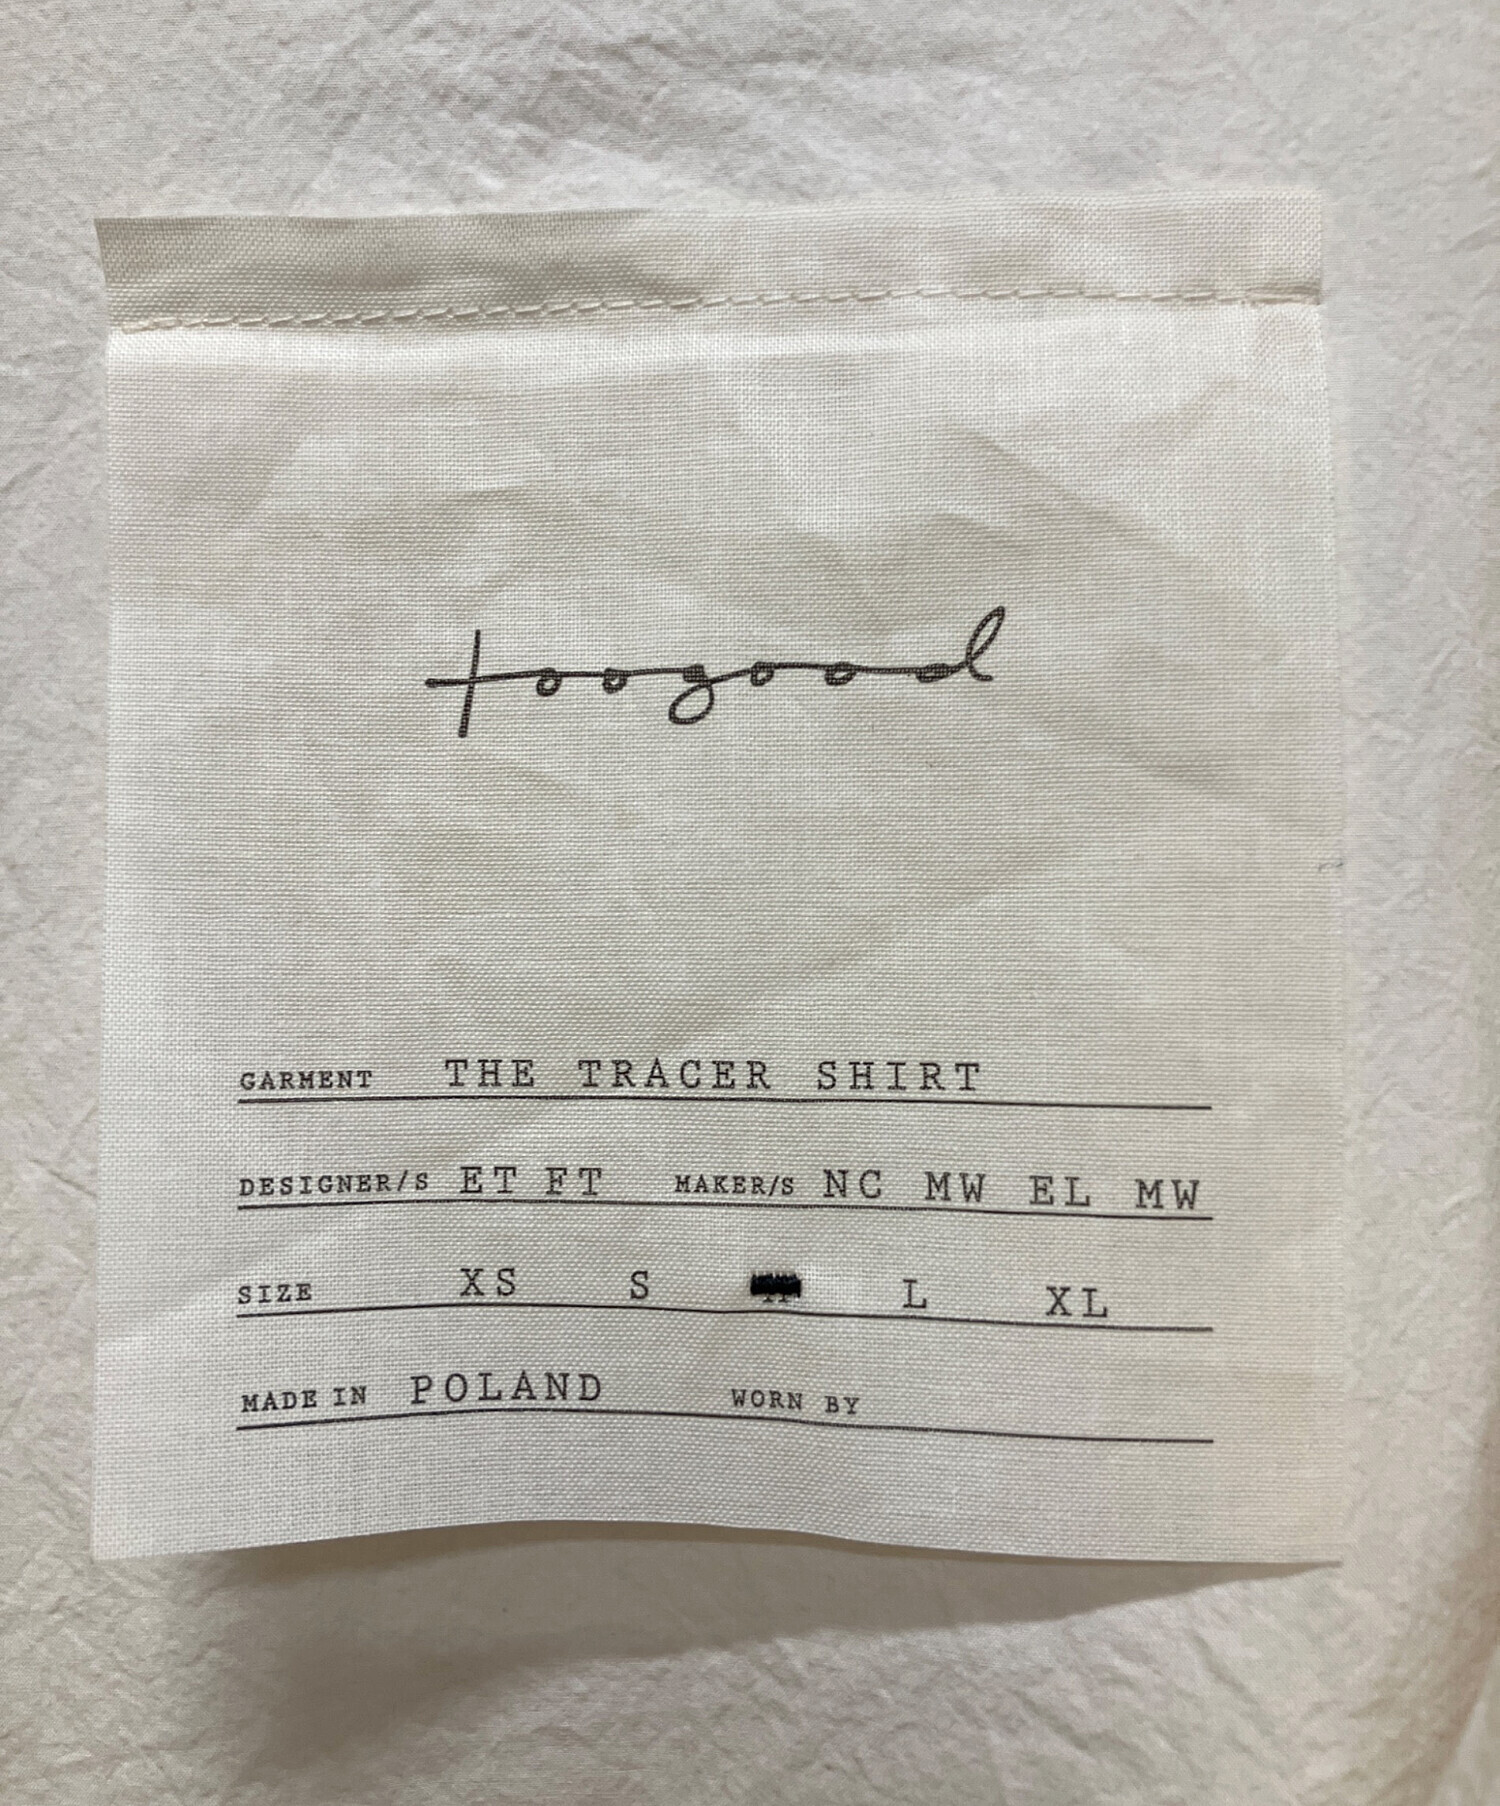 toogood
GARMENT THE TRACER SHIRT
DESIGNER/S ET FT MAKER/S NC MW EL MW
SIZE XS S L XL
MADE IN POLAND WORN BY